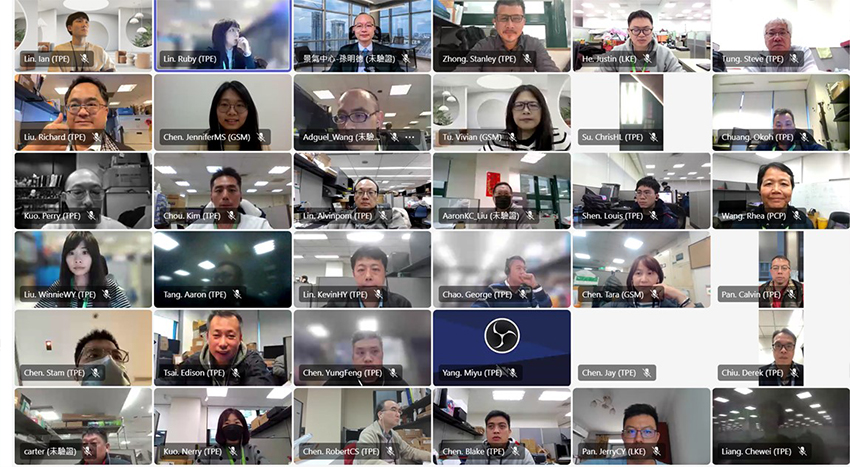 Lin. Ian (TPE)
Lin. Ruby (TPE)
景氣中心-孫明德 (未驗證)
Zhong. Stanley (TPE)
He. Justin (LKE)
Tung. Steve (TPE)
Liu. Richard (TPE)
Chen. JenniferMS (GSM)
Adguel_Wang (未驗...
Tu. Vivian (GSM)
Su. ChrisHL (TPE)
Chuang. Okoh (TPE)
Kuo. Perry (TPE)
Chou. Kim (TPE)
Lin. Alvinpom (TPE)
AaronKC_Liu (未驗證)
Shen. Louis (TPE)
Wang. Rhea (PCP)
Liu. WinnieWY (TPE)
Tang. Aaron (TPE)
Lin. KevinHY (TPE)
Chao. George (TPE)
Chen. Tara (GSM)
Pan. Calvin (TPE)
Chen. Stam (TPE)
Tsai. Edison (TPE)
Chen. YungFeng (TPE)
Yang. Miyu (TPE)
Chen. Jay (TPE)
Chiu. Derek (TPE)
carter (未驗證)
Kuo. Nerry (TPE)
Chen. RobertCS (TPE)
Chen. Blake (TPE)
Pan. JerryCY (LKE)
Liang. Chewei (TPE)